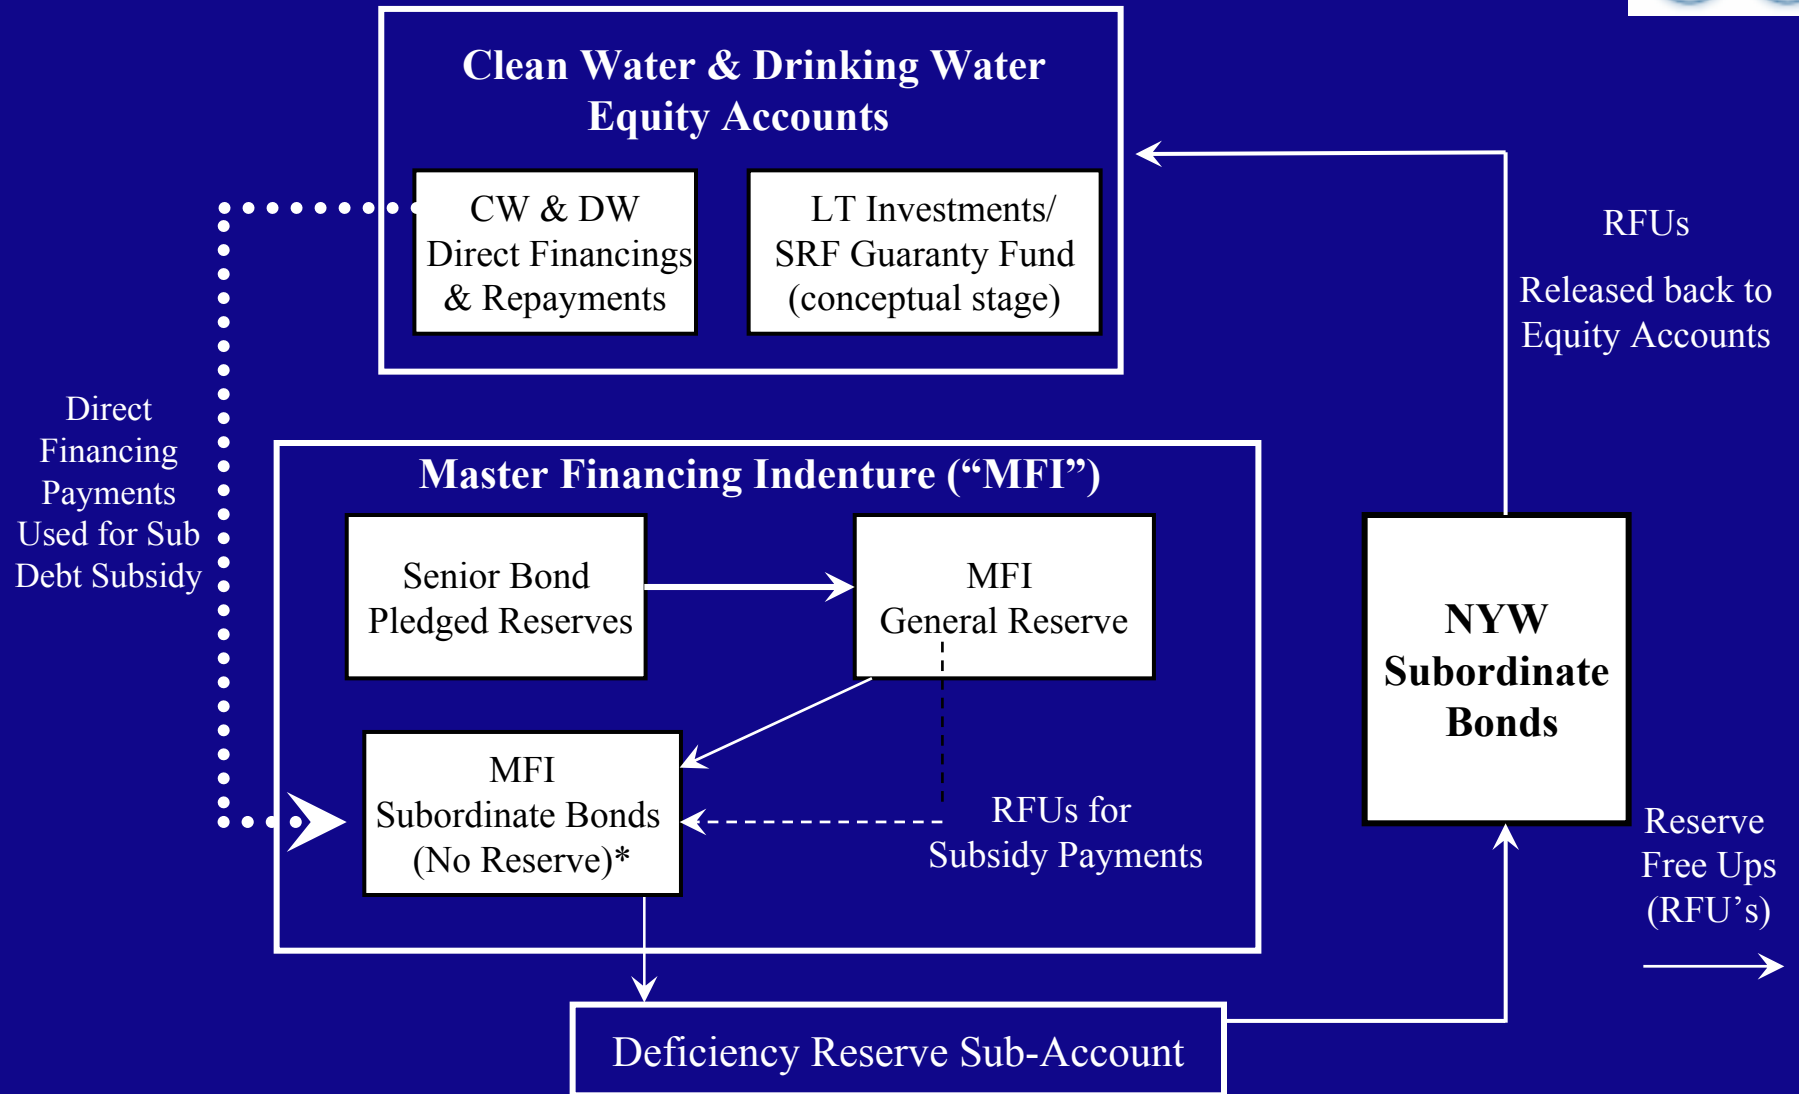 Clean Water & Drinking Water
Equity Accounts
CW & DW
Direct Financings
& Repayments
LT Investments/
SRF Guaranty Fund
(conceptual stage)
RFUs
Released back to
Equity Accounts
Direct
Financing
Payments
Used for Sub
Debt Subsidy
Master Financing Indenture (“MFI”)
Senior Bond
Pledged Reserves
MFI
General Reserve
NYW
Subordinate
Bonds
MFI
Subordinate Bonds
(No Reserve)*
RFUs for
Subsidy Payments
Reserve
Free Ups
(RFU’s)
Deficiency Reserve Sub-Account